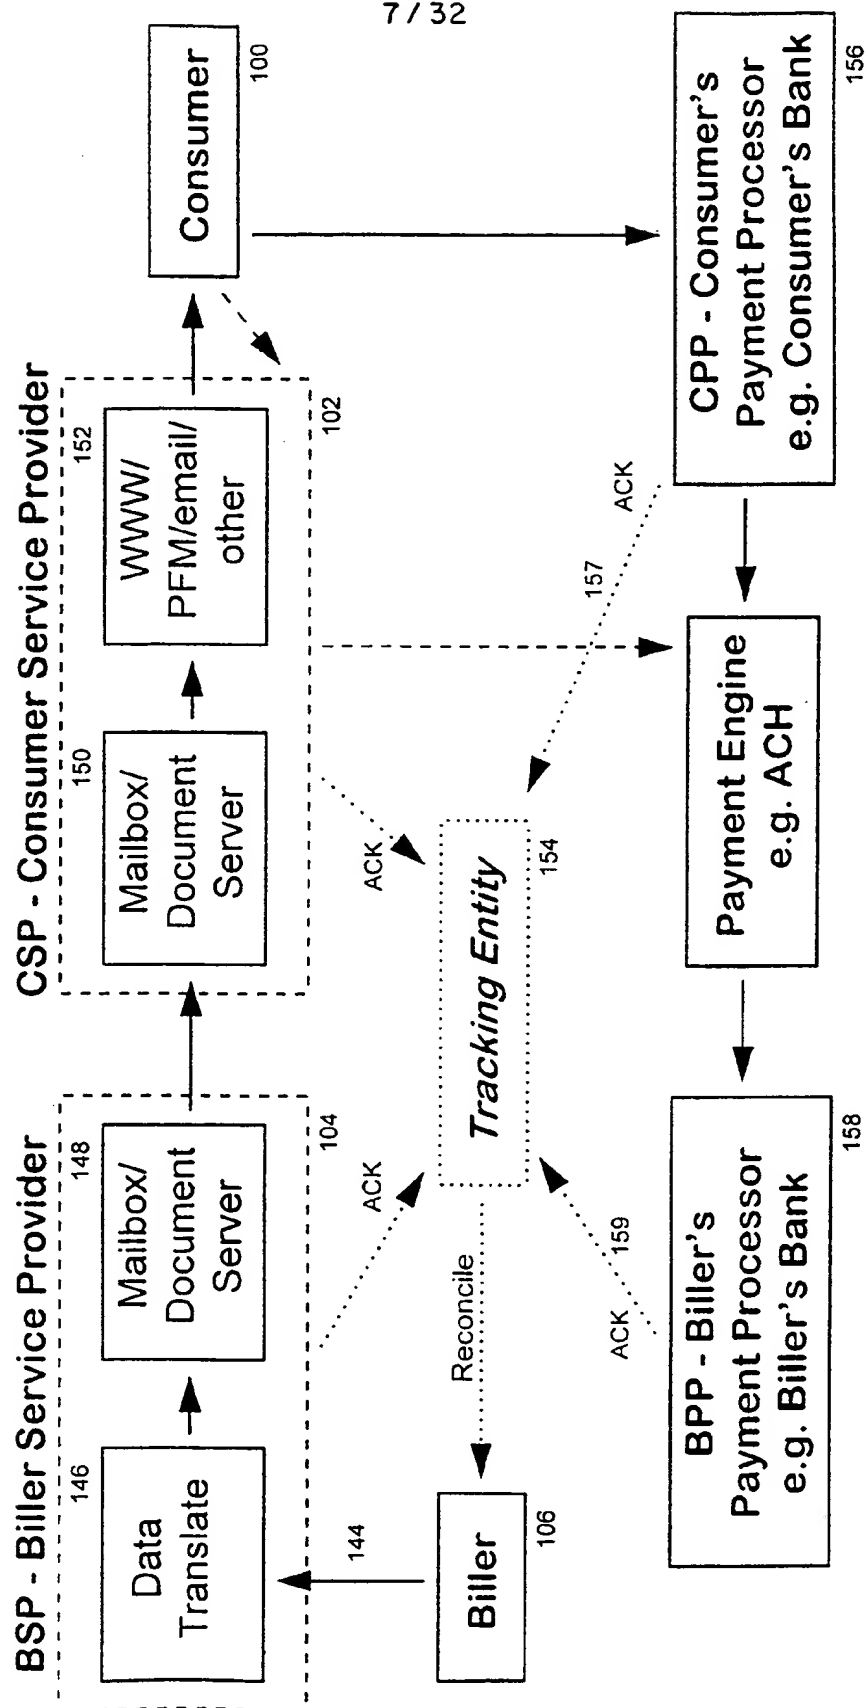 7/32
BSP - Biller Service Provider
146
Data
Translate
148
Mailbox/
Document
Server
104
CSP - Consumer Service Provider
150
Mailbox/
Document
Server
152
WWW/
PFM/email/
other
102
Consumer
100
144
Biller
106
Reconcile
ACK
ACK
Tracking Entity
154
ACK
159
157
ACK
BPP - Biller's
Payment Processor
e.g. Biller's Bank
158
Payment Engine
e.g. ACH
CPP - Consumer's
Payment Processor
e.g. Consumer's Bank
156